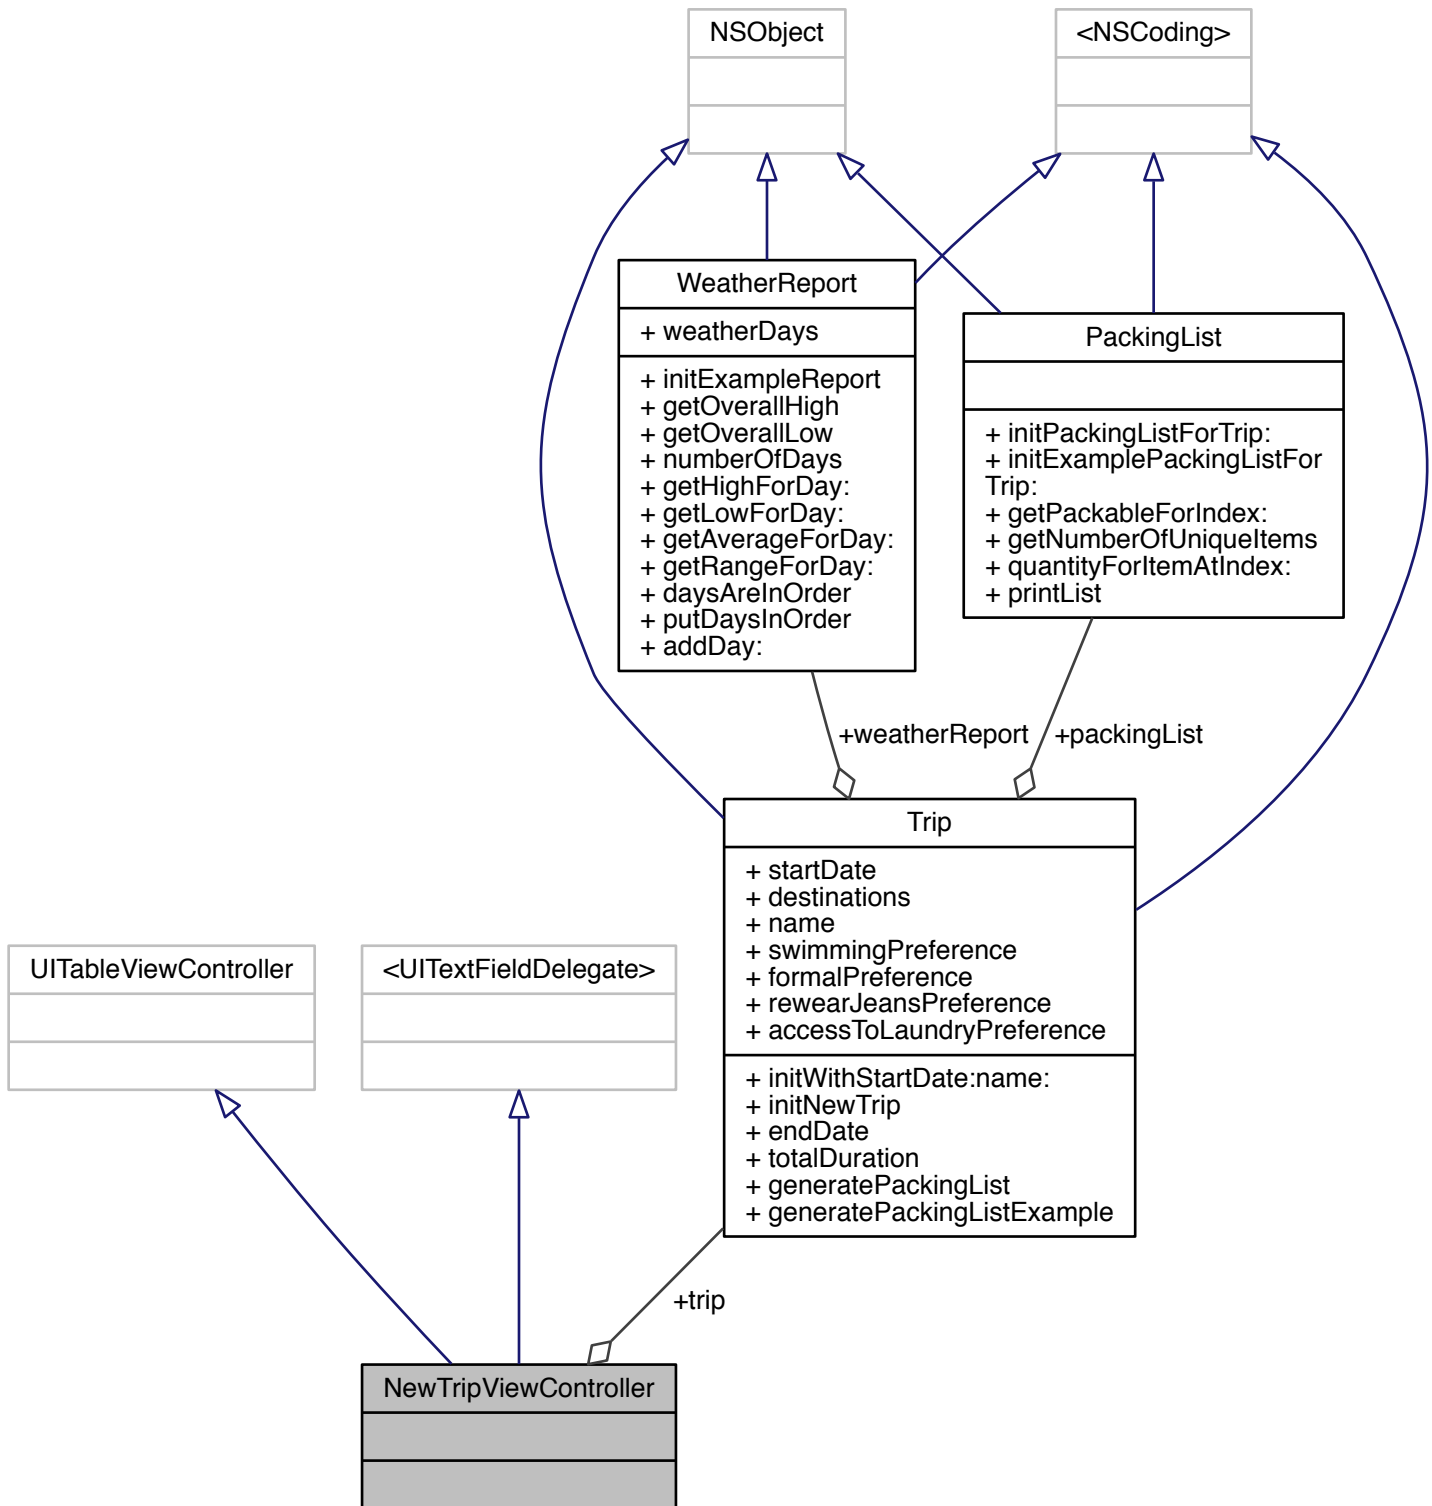 NSObject
<NSCoding>
WeatherReport
+ weatherDays
+ initExampleReport
+ getOverallHigh
+ getOverallLow
+ numberOfDays
+ getHighForDay:
+ getLowForDay:
+ getAverageForDay:
+ getRangeForDay:
+ daysAreInOrder
+ putDaysInOrder
+ addDay:
PackingList
+ initPackingListForTrip:
+ initExamplePackingListFor
Trip:
+ getPackableForIndex:
+ getNumberOfUniqueItems
+ quantityForItemAtIndex:
+ printList
+weatherReport
+packingList
Trip
+ startDate
+ destinations
+ name
+ swimmingPreference
+ formalPreference
+ rewearJeansPreference
+ accessToLaundryPreference
+ initWithStartDate:name:
+ initNewTrip
+ endDate
+ totalDuration
+ generatePackingList
+ generatePackingListExample
UITableViewController
<UITextFieldDelegate>
+trip
NewTripViewController